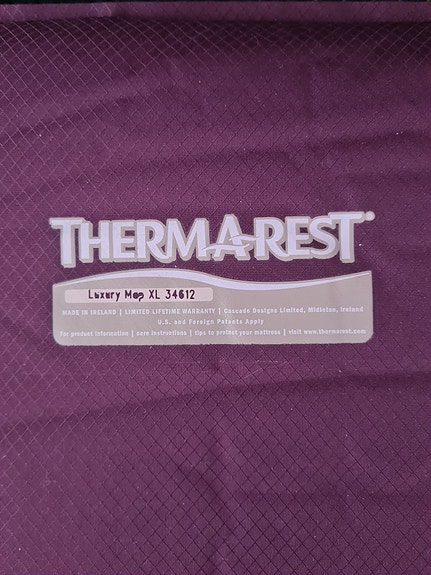 THERM-A-REST®
Luxury Map XL 34612
MADE IN IRELAND | LIMITED LIFETIME WARRANTY | Cascade Designs Limited, Midleton, Ireland
U.S. and Foreign Patents Apply
For product information | care instructions | tips to protect your mattress | visit www.thermarest.com